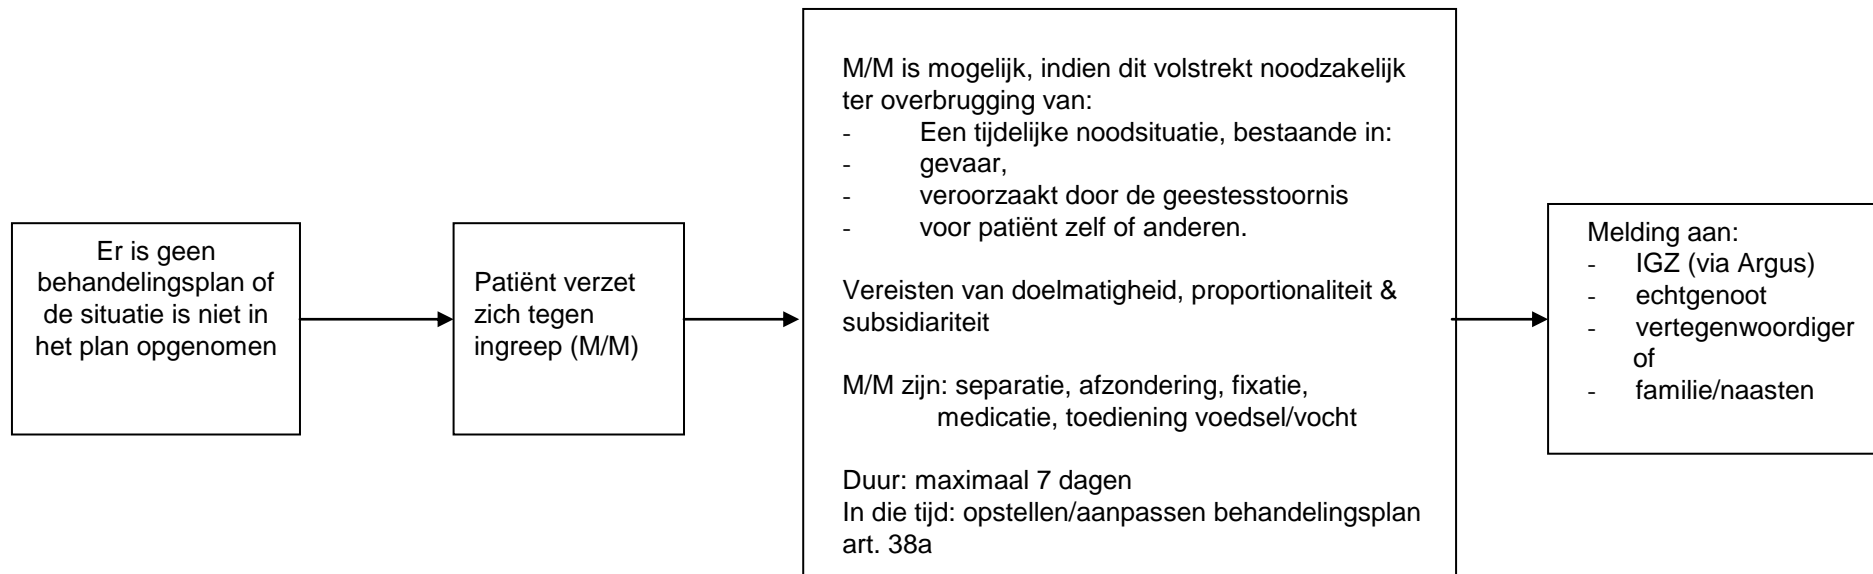 Er is geen
behandelingsplan of
de situatie is niet in
het plan opgenomen
Patiënt verzet
zich tegen
ingreep (M/M)
M/M is mogelijk, indien dit volstrekt noodzakelijk
ter overbrugging van:
- Een tijdelijke noodsituatie, bestaande in:
- gevaar,
- veroorzaakt door de geestesstoornis
- voor patiënt zelf of anderen.
Vereisten van doelmatigheid, proportionaliteit &
subsidiariteit
M/M zijn: separatie, afzondering, fixatie,
medicatie, toediening voedsel/vocht
Duur: maximaal 7 dagen
In die tijd: opstellen/aanpassen behandelingsplan
art. 38a
Melding aan:
- IGZ (via Argus)
- echtgenoot
- vertegenwoordiger
of
- familie/naasten